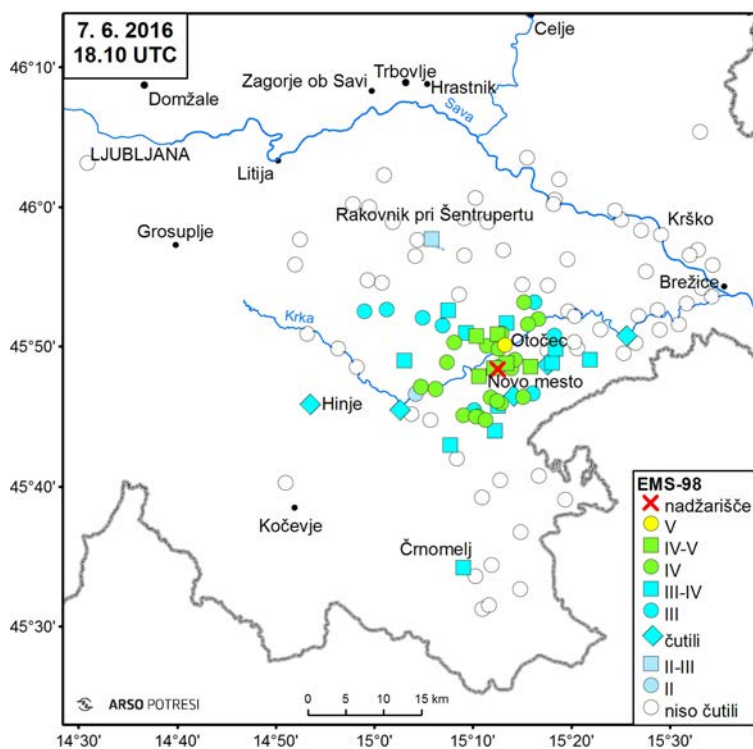 7. 6. 2016
18.10 UTC
Celje
46°10'
Trbovlje
Zagorje ob Savi
Hrastnik
Domžale
Sava
LJUBLJANA
Litija
46°0'
Rakovnik pri Šentrupertu
Krško
Grosuplje
Brežice
Krka
45°50'
Otočec
Novo mesto
Hinje
45°40'
Kočevje
Črnomelj
45°30'
EMS-98
nadžarišče
V
IV-V
IV
III-IV
III
čutili
II-III
II
niso čutili
ARSO POTRESI
0 5 10 15 km
14°30' 14°40' 14°50' 15°0' 15°10' 15°20' 15°30'